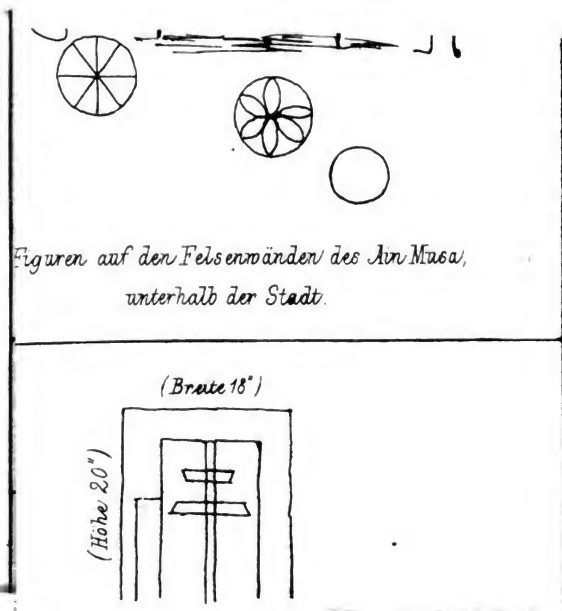 Figuren auf den Felsenwänden des Ain Musa,
unterhalb der Stadt.
(Breite 18")
(Höhe 20")